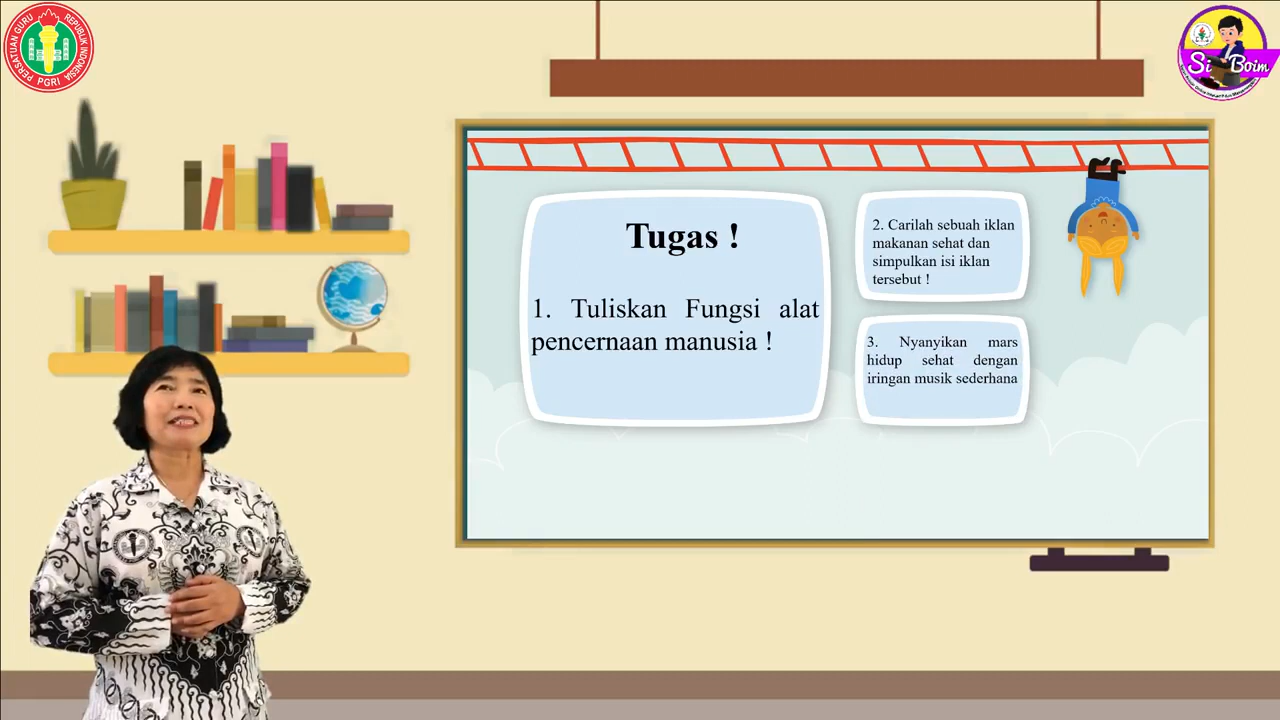 PERSATUAN GURU REPUBLIK INDONESIA
PGRI
Si Boim
Tugas !
1. Tuliskan Fungsi alat
pencernaan manusia !
2. Carilah sebuah iklan
makanan sehat dan
simpulkan isi iklan
tersebut !
3. Nyanyikan mars
hidup sehat dengan
iringan musik sederhana